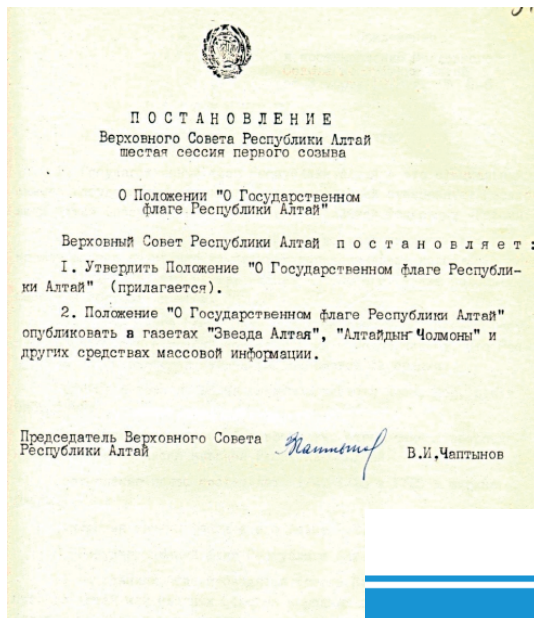 ПОСТАНОВЛЕНИЕ
Верховного Совета Республики Алтай
шестая сессия первого созыва
О Положении "О Государственном
флаге Республики Алтай"
Верховный Совет Республики Алтай постановляет:
I. Утвердить Положение "О Государственном флаге Республи-
ки Алтай" (прилагается).
2. Положение "О Государственном флаге Республики Алтай"
опубликовать в газетах "Звезда Алтая", "Алтайдынг Чолмоны" и
других средствах массовой информации.
Председатель Верховного Совета
Республики Алтай
В.И.Чаптынов